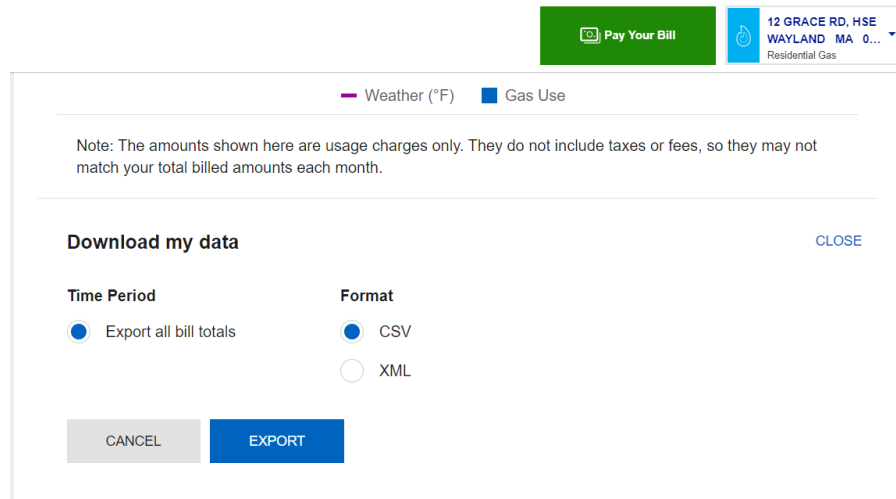 Pay Your Bill
12 GRACE RD, HSE
WAYLAND MA 0...
Residential Gas
Weather (°F) Gas Use
Note: The amounts shown here are usage charges only. They do not include taxes or fees, so they may not
match your total billed amounts each month.
Download my data
CLOSE
Time Period
Format
Export all bill totals
CSV
XML
CANCEL
EXPORT